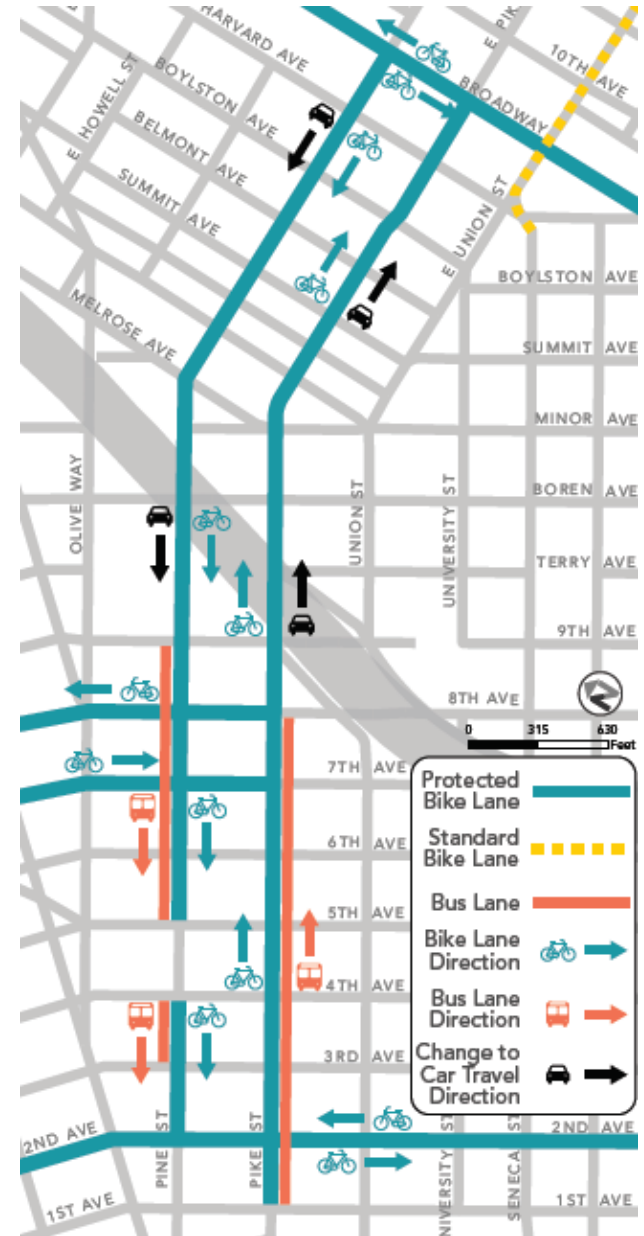 HARVARD AVE
E PIK
10TH AVE
BOYLSTON AVE
E HOWELL ST
BROADWAY
BELMONT AVE
SUMMIT AVE
E UNION ST
BOYLSTON AVE
MELROSE AVE
SUMMIT AVE
MINOR AVE
OLIVE WAY
UNION ST
UNIVERSITY ST
BOREN AVE
TERRY AVE
9TH AVE
8TH AVE
0 315 630
Feet
7TH AVE
Protected
Bike Lane
6TH AVE
Standard
Bike Lane
Bus Lane
5TH AVE
Bike Lane
Direction
4TH AVE
Bus Lane
Direction
3RD AVE
Change to
Car Travel
Direction
2ND AVE
PINE ST
PIKE ST
2ND AVE
NIVERSITY ST
SENECA ST
1ST AVE
1ST AVE